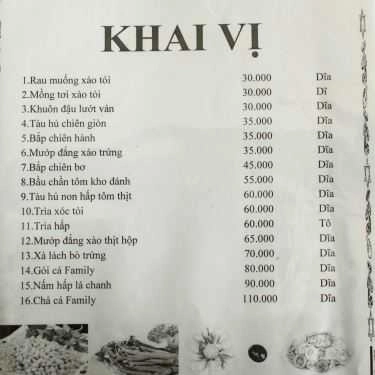 KHAI VỊ
1.Rau muống xào tỏi 30.000 Dĩa
2.Mồng tơi xào tỏi 30.000 Dĩ
3.Khuôn đậu lướt ván 30.000 Dĩa
4.Tàu hủ chiên giòn 35.000 Dĩa
5.Bắp chiên hành 35.000 Dĩa
6.Mướp đắng xào trứng 35.000 Dĩa
7.Bắp chiên bơ 45.000 Dĩa
8.Bầu chấn tôm kho đánh 55.000 Dĩa
9.Tàu hủ non hấp tôm thịt 60.000 Dĩa
10.Tria xóc tỏi 60.000 Dĩa
11.Tria hấp 60.000 Tô
12.Mướp đắng xào thịt hộp 65.000 Dĩa
13.Xà lách bò trứng 70.000 Dĩa
14.Gỏi cá Family 80.000 Dĩa
15.Nấm hấp lá chanh 90.000 Dĩa
16.Chả cá Family 110.000 Dĩa